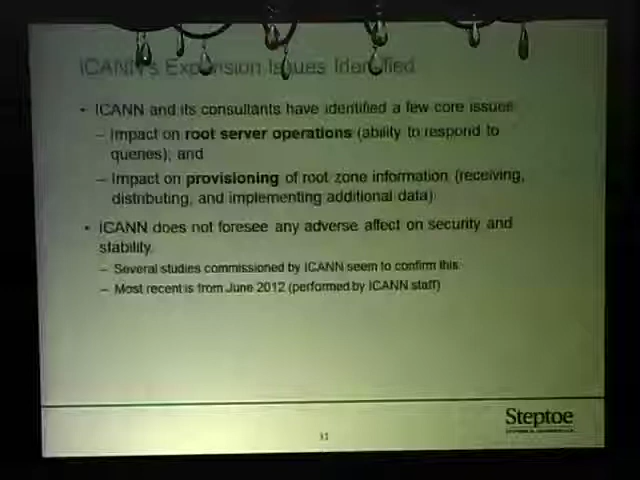 ICANN's Expansion Issues Identified
• ICANN and its consultants have identified a few core issues
– Impact on root server operations (ability to respond to
queries); and
– Impact on provisioning of root zone information (receiving,
distributing, and implementing additional data)
• ICANN does not foresee any adverse affect on security and
stability.
– Several studies commissioned by ICANN seem to confirm this
– Most recent is from June 2012 (performed by ICANN staff)
Steptoe